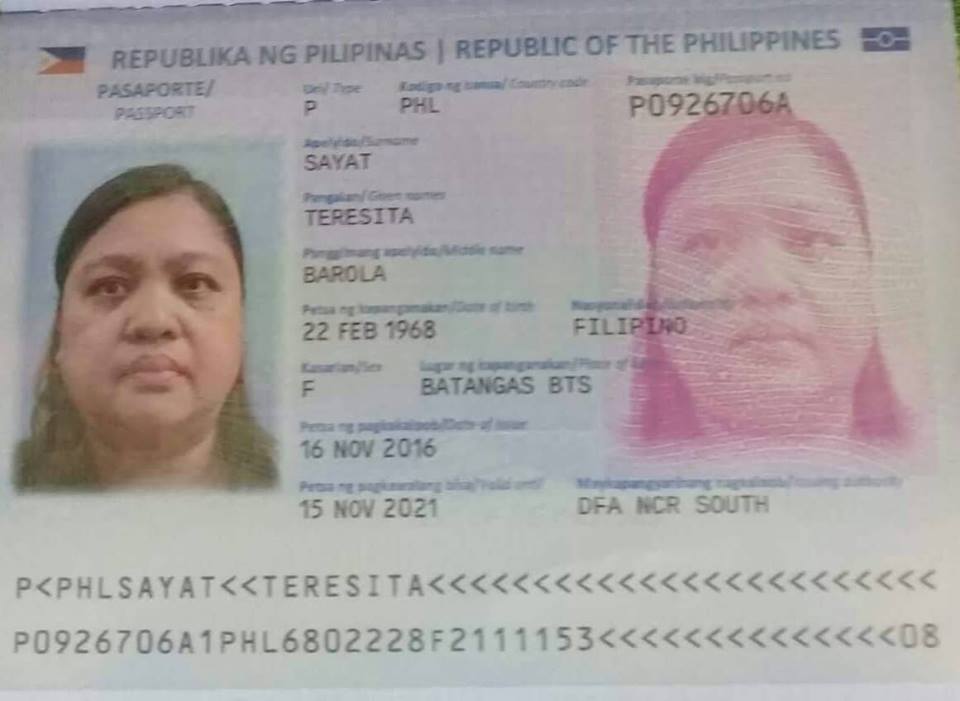 REPUBLIKA NG PILIPINAS | REPUBLIC OF THE PHILIPPINES
PASAPORTE/
PASSPORT
Uri/ Type Kodigo ng bansa/ Country code Pasaporte blg/Passport no
P PHL P0926706A
Apelyido/Surname
SAYAT
Pangalan/ Given names
TERESITA
Panggitnang apelyido/Middle name
BAROLA
Petsa ng kapanganakan/Date of birth
22 FEB 1968 FILIPINO
Kasarian/Sex Lugar ng kapanganakan/Place of
F BATANGAS BTS
Petsa ng pagkakaloob/Date of issue
16 NOV 2016
Petsa ng pagkawalang bisa/Valid until Maykapangyarihang nagkaloob/Issuing authority
15 NOV 2021 DFA NCR SOUTH
P<PHLSAYAT<<TERESITA<<<<<<<<<<<<<<<<<<<<<<<<
P0926706A1PHL6802228F2111153<<<<<<<<<<<<<<08